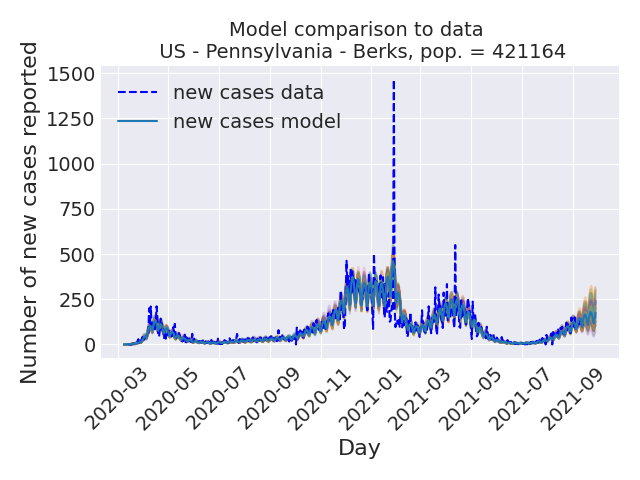 Model comparison to data
US - Pennsylvania - Berks, pop. = 421164
Number of new cases reported
1500
1250
1000
750
500
250
0
new cases data
new cases model
2020-03
2020-05
2020-07
2020-09
2020-11
2021-01
2021-03
2021-05
2021-07
2021-09
Day